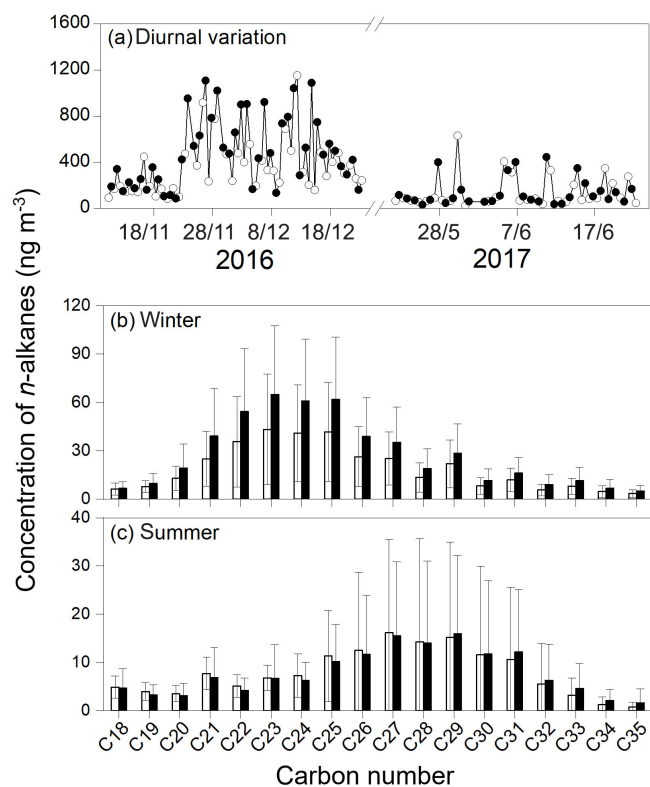 (a) Diurnal variation
1600
1200
800
400
0
18/11 28/11 8/12 18/12 28/5 7/6 17/6
2016 2017
Concentration of n-alkanes (ng m-3)
(b) Winter
120
90
60
30
0
(c) Summer
40
30
20
10
0
C18 C19 C20 C21 C22 C23 C24 C25 C26 C27 C28 C29 C30 C31 C32 C33 C34 C35
Carbon number